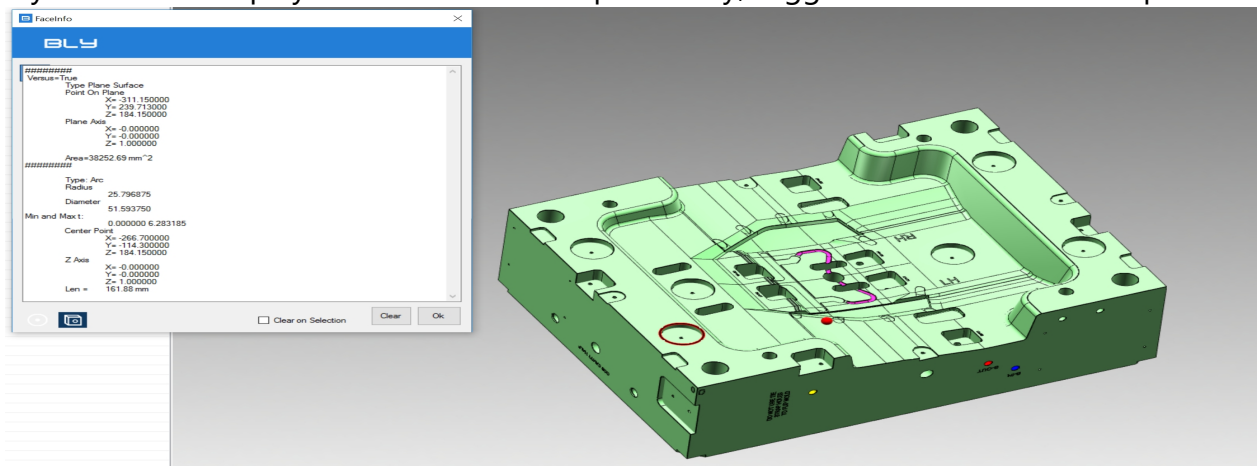 FaceInfo
BLY
########
Versus=True
Type Plane Surface
Point On Plane
X= -311.150000
Y= 239.713000
Z= 184.150000
Plane Axis
X= -0.000000
Y= -0.000000
Z= 1.000000
Area=38252.69 mm^2
########
Type: Arc
Radius
25.796875
Diameter
51.593750
Min and Max t:
0.000000 6.283185
Center Point
X= -266.700000
Y= -114.300000
Z= 184.150000
Z Axis
X= -0.000000
Y= -0.000000
Z= 1.000000
Len = 161.88 mm
Clear on Selection
Clear
Ok
RH
LH